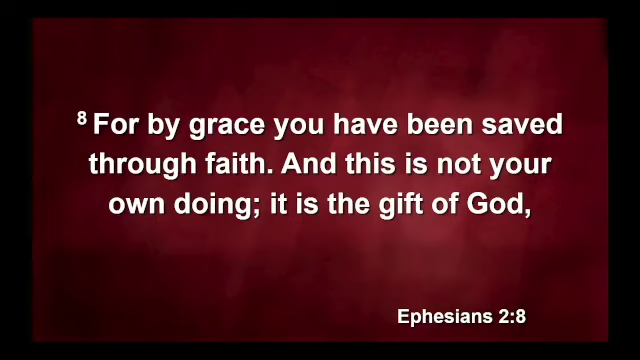 8 For by grace you have been saved
through faith. And this is not your
own doing; it is the gift of God,
Ephesians 2:8